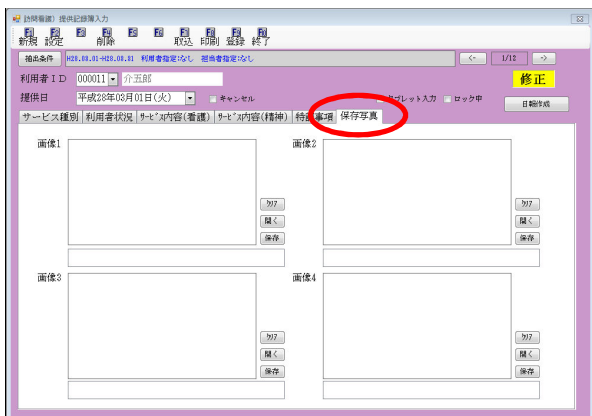 訪問看護) 提供記録簿入力
F1 F2 F3 F4 F5 F6 F7 F8 F9 F10
新規 設定 削除 取込 印刷 登録 終了
抽出条件 利用者指定:なし 担当者指定:なし <- 1/12 ->
利用者ID 000011 介五郎 修正
提供日 平成28年03月01日(火) キャンセル タブレット入力 ロック中 日報作成
サービス種別 利用者状況 サービス内容(看護) サービス内容(精神) 特記事項 保存写真
画像1 画像2
クリア クリア
開く 開く
保存 保存
画像3 画像4
クリア クリア
開く 開く
保存 保存